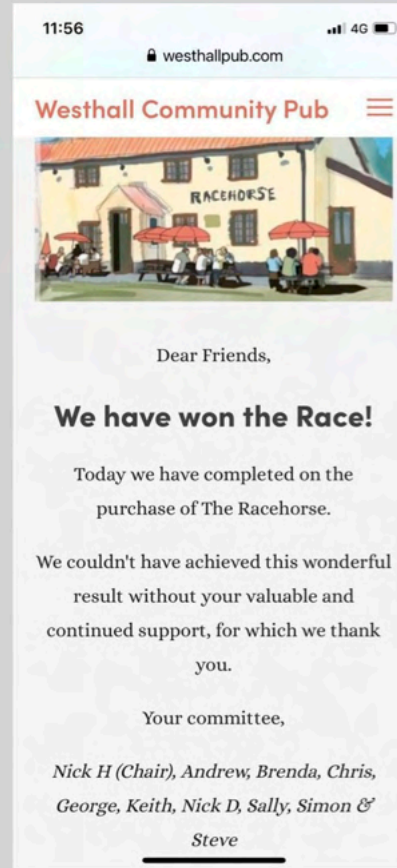 11:56
4G
westhallpub.com
Westhall Community Pub
RACEHORSE
Dear Friends,
We have won the Race!
Today we have completed on the
purchase of The Racehorse.
We couldn't have achieved this wonderful
result without your valuable and
continued support, for which we thank
you.
Your committee,
Nick H (Chair), Andrew, Brenda, Chris,
George, Keith, Nick D, Sally, Simon &
Steve